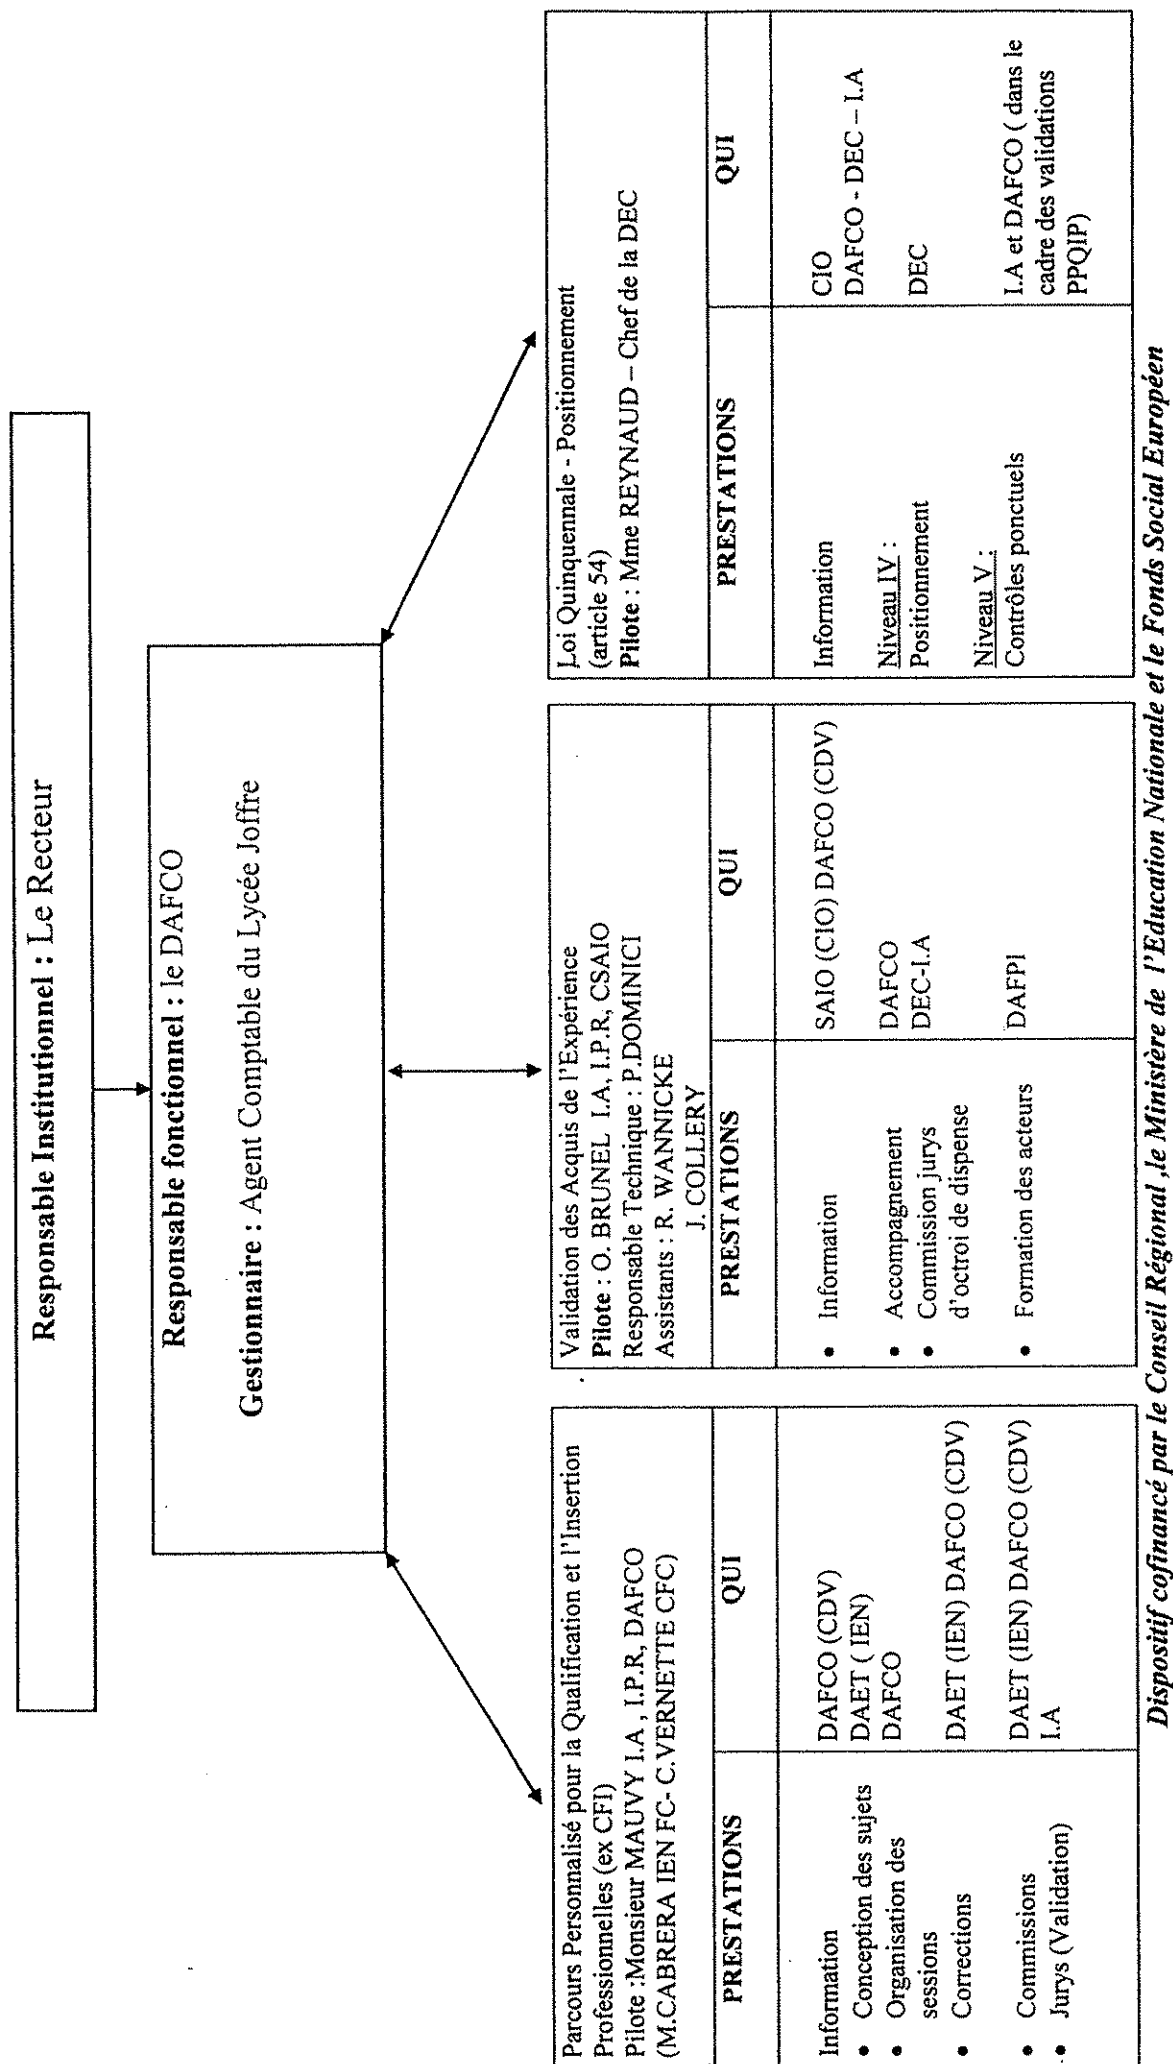 Responsable Institutionnel : Le Recteur
Responsable fonctionnel : le DAFCO
Gestionnaire : Agent Comptable du Lycée Joffre
Parcours Personnalisé pour la Qualification et l'Insertion
Professionnelles (ex CFI)
Pilote :Monsieur MAUVY I.A , I.P.R, DAFCO
(M.CABRERA IEN FC- C.VERNETTE CFC)
PRESTATIONS
QUI
Information
DAFCO (CDV)
• Conception des sujets
DAET ( IEN)
• Organisation des
DAFCO
sessions
• Corrections
DAET (IEN) DAFCO (CDV)
• Commissions
DAET (IEN) DAFCO (CDV)
• Jurys (Validation)
I.A
Validation des Acquis de l'Expérience
Pilote : O. BRUNEL I.A, I.P.R, CSAIO
Responsable Technique : P.DOMINICI
Assistants : R. WANNICKE
J. COLLERY
PRESTATIONS
QUI
• Information
SAIO (CIO) DAFCO (CDV)
• Accompagnement
DAFCO
• Commission jurys
DEC-I.A
d'octroi de dispense
• Formation des acteurs
DAFPI
Loi Quinquennale - Positionnement
(article 54)
Pilote : Mme REYNAUD – Chef de la DEC
PRESTATIONS
QUI
Information
CIO
DAFCO - DEC – I.A
Niveau IV :
Positionnement
DEC
Niveau V :
Contrôles ponctuels
I.A et DAFCO ( dans le
cadre des validations
PPQIP)
Dispositif cofinancé par le Conseil Régional ,le Ministère de l'Education Nationale et le Fonds Social Européen